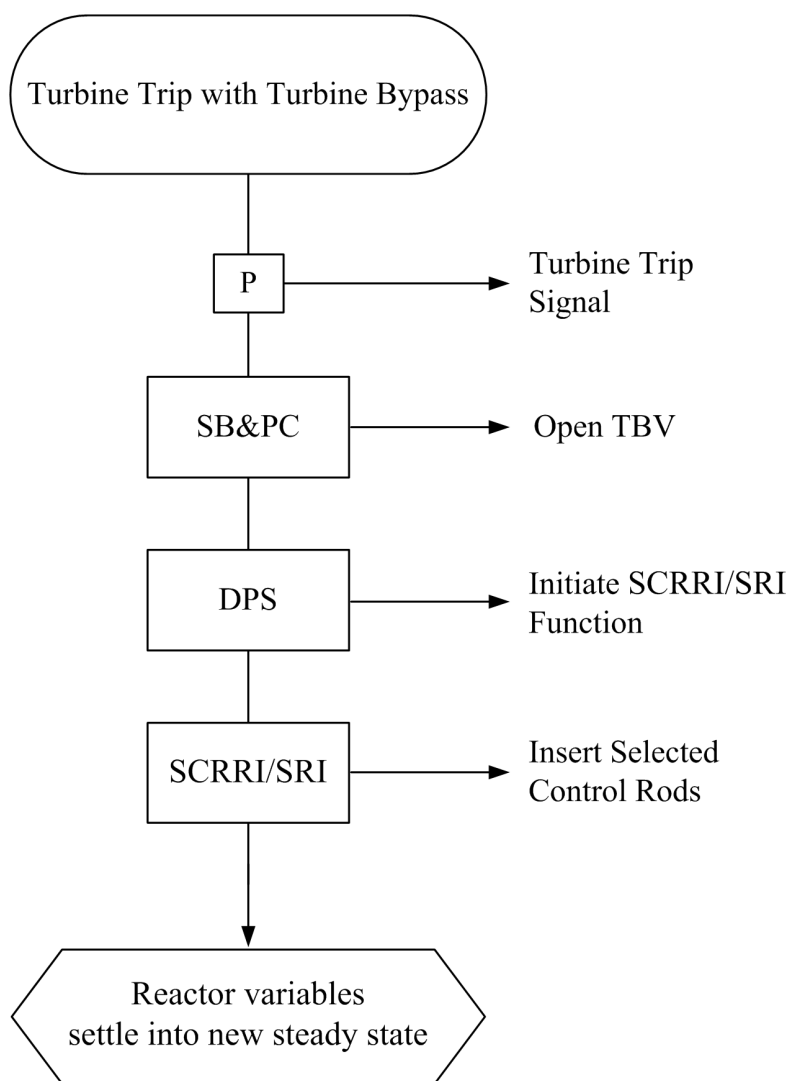 Turbine Trip with Turbine Bypass
P
Turbine Trip
Signal
SB&PC
Open TBV
DPS
Initiate SCRRI/SRI
Function
SCRRI/SRI
Insert Selected
Control Rods
Reactor variables
settle into new steady state